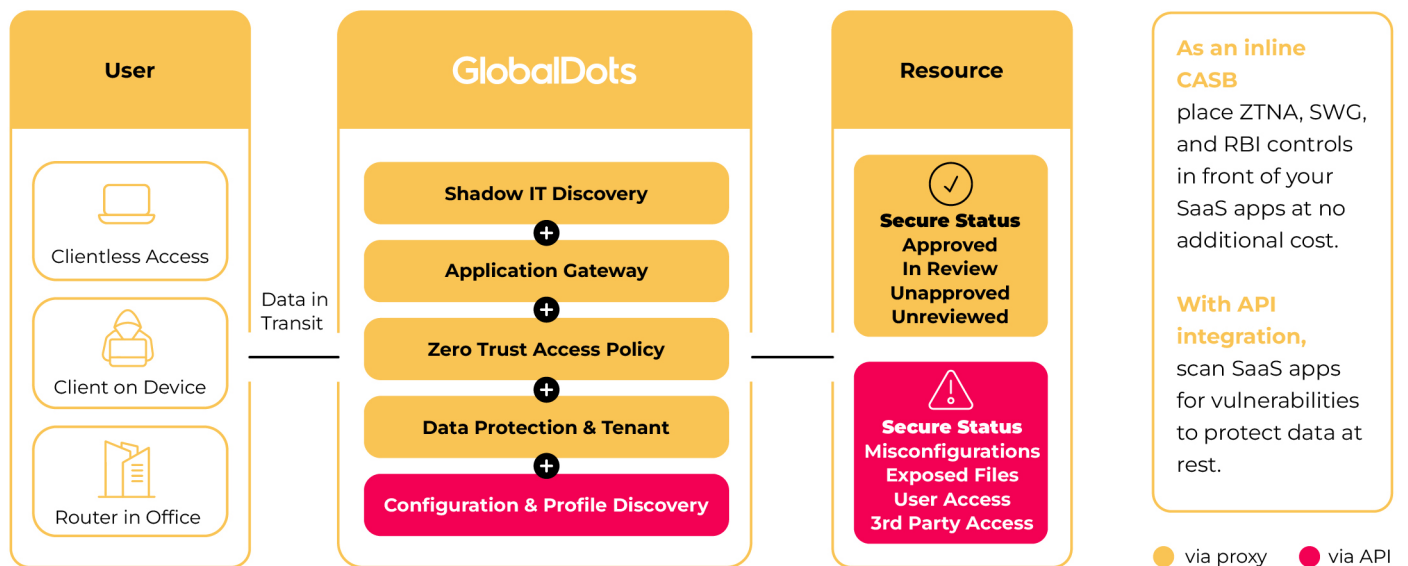 User
Clientless Access
Client on Device
Router in Office
Data in
Transit
GlobalDots
Shadow IT Discovery
+
Application Gateway
+
Zero Trust Access Policy
+
Data Protection & Tenant
+
Configuration & Profile Discovery
Resource
Secure Status
Approved
In Review
Unapproved
Unreviewed
Secure Status
Misconfigurations
Exposed Files
User Access
3rd Party Access
As an inline
CASB
place ZTNA, SWG,
and RBI controls
in front of your
SaaS apps at no
additional cost.
With API
integration,
scan SaaS apps
for vulnerabilities
to protect data at
rest.
via proxy
via API